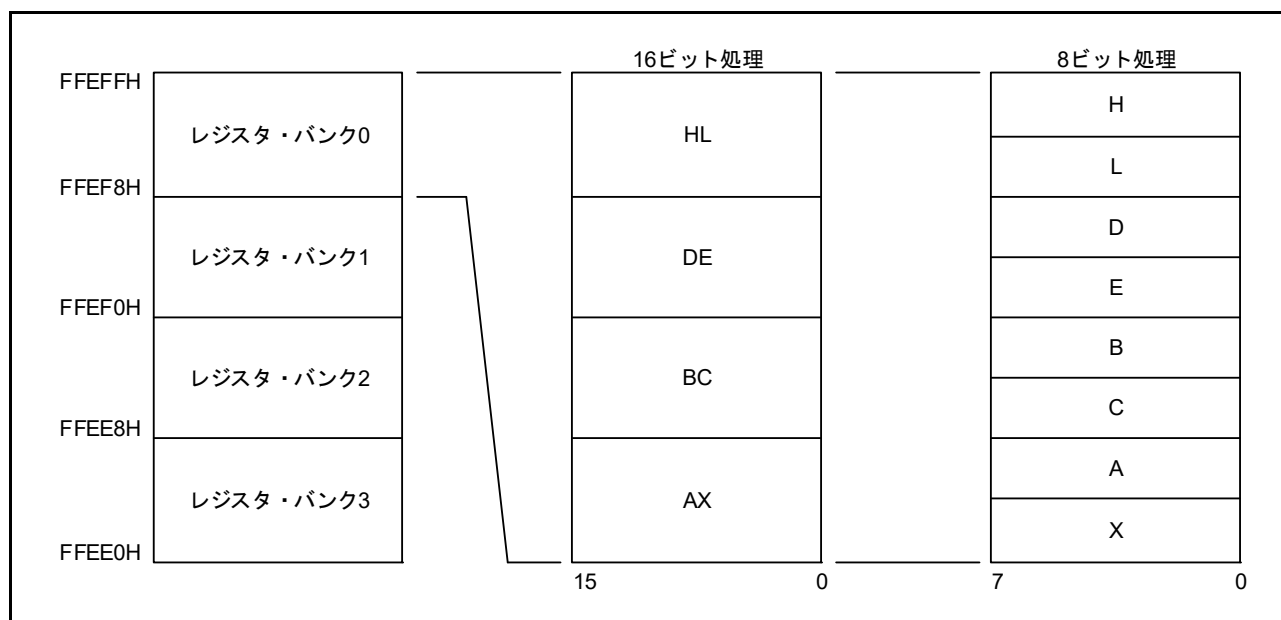 16ビット処理
8ビット処理
FFEFFH
レジスタ・バンク0
HL
H
L
FFEF8H
レジスタ・バンク1
DE
D
E
FFEF0H
レジスタ・バンク2
BC
B
C
FFEE8H
レジスタ・バンク3
AX
A
X
FFEE0H
15
0
7
0